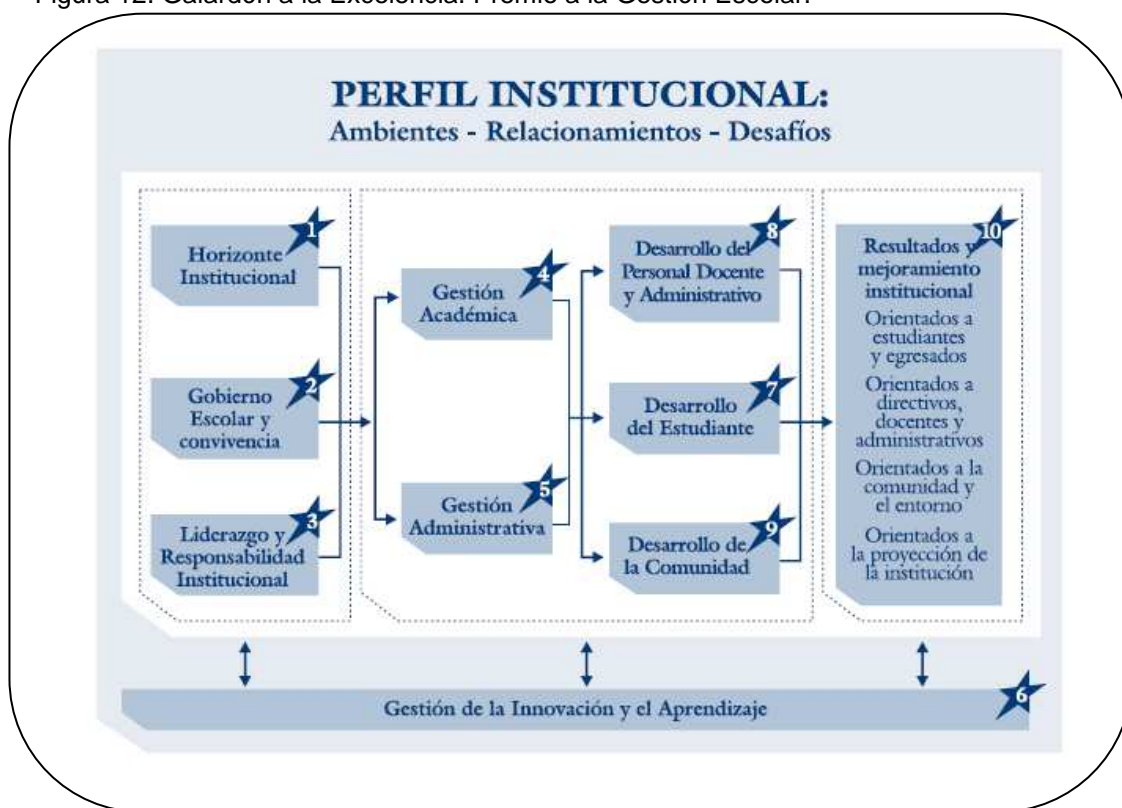 Figura 12. Galardón a la Excelencia. Premio a la Gestión Escolar.
PERFIL INSTITUCIONAL:
Ambientes - Relacionamientos - Desafíos
1
Horizonte
Institucional
2
Gobierno
Escolar y
convivencia
3
Liderazgo y
Responsabilidad
Institucional
4
Gestión
Académica
5
Gestión
Administrativa
8
Desarrollo del
Personal Docente
y Administrativo
7
Desarrollo
del Estudiante
9
Desarrollo de
la Comunidad
10
Resultados y
mejoramiento
institucional
Orientados a
estudiantes
y egresados
Orientados a
directivos,
docentes y
administrativos
Orientados a la
comunidad y
el entorno
Orientados a
la proyección de
la institución
Gestión de la Innovación y el Aprendizaje
6